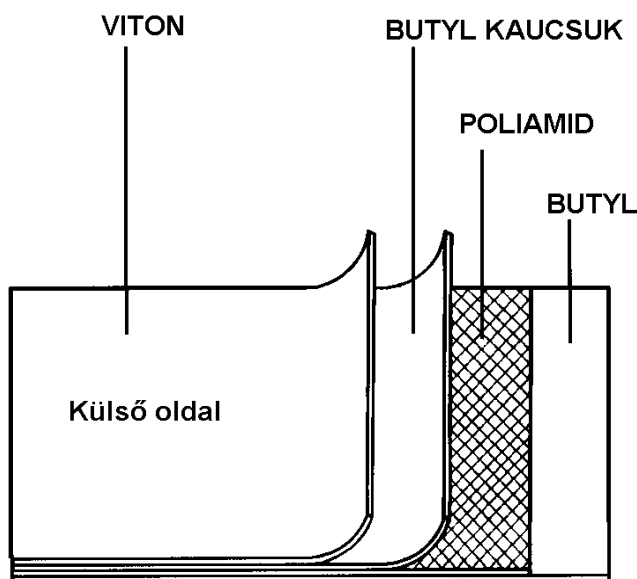 VITON
BUTYL KAUCSUK
POLIAMID
BUTYL
Külső oldal